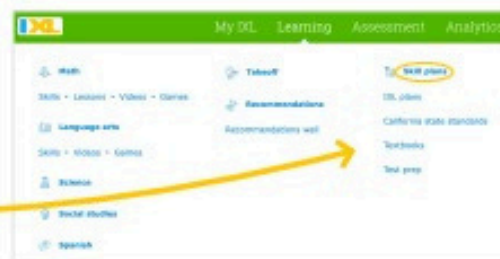 IXL
My IXL Learning Assessment Analytics
Math
Skills • Lessons • Videos • Games
Language arts
Skills • Videos • Games
Science
Social studies
Spanish
Takeoff
Recommendations
Recommendations wall
Skill plans
IXL plans
California state standards
Textbooks
Test prep